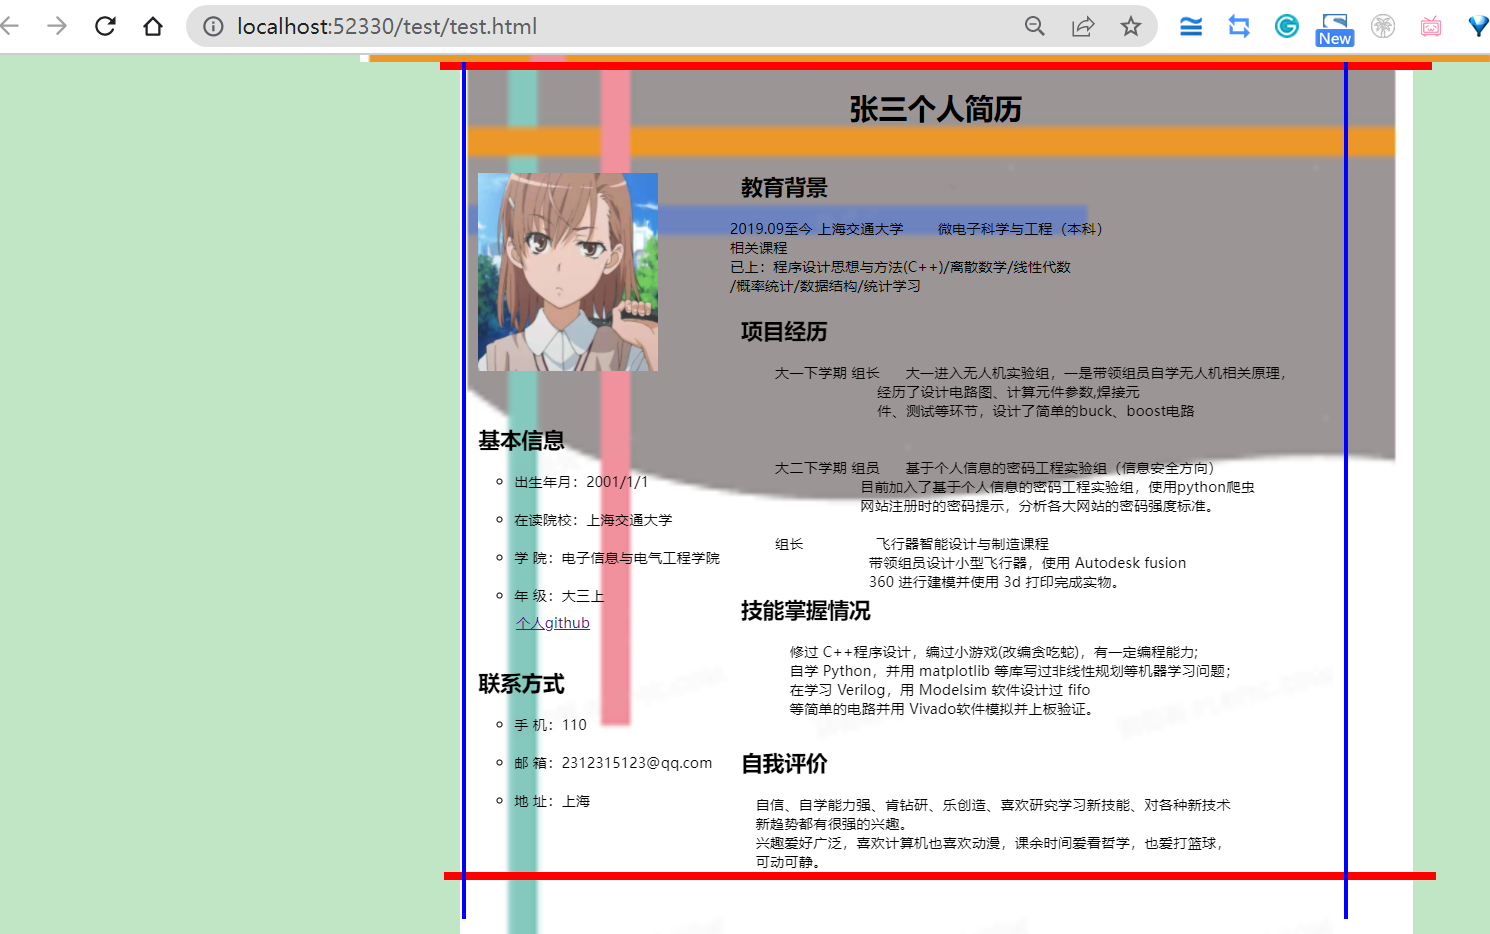 localhost:52330/test/test.html
New
张三个人简历
教育背景
2019.09至今 上海交通大学 微电子科学与工程（本科）
相关课程
已上：程序设计思想与方法(C++)/离散数学/线性代数
/概率统计/数据结构/统计学习
项目经历
大一下学期 组长 大一进入无人机实验组，一是带领组员自学无人机相关原理，
经历了设计电路图、计算元件参数,焊接元
件、测试等环节，设计了简单的buck、boost电路
大二下学期 组员 基于个人信息的密码工程实验组（信息安全方向）
目前加入了基于个人信息的密码工程实验组，使用python爬虫
网站注册时的密码提示，分析各大网站的密码强度标准。
组长 飞行器智能设计与制造课程
带领组员设计小型飞行器，使用 Autodesk fusion
360 进行建模并使用 3d 打印完成实物。
技能掌握情况
修过 C++程序设计，编过小游戏(改编贪吃蛇)，有一定编程能力;
自学 Python，并用 matplotlib 等库写过非线性规划等机器学习问题；
在学习 Verilog，用 Modelsim 软件设计过 fifo
等简单的电路并用 Vivado软件模拟并上板验证。
自我评价
自信、自学能力强、肯钻研、乐创造、喜欢研究学习新技能、对各种新技术
新趋势都有很强的兴趣。
兴趣爱好广泛，喜欢计算机也喜欢动漫，课余时间爱看哲学，也爱打篮球，
可动可静。
基本信息
出生年月：2001/1/1
在读院校：上海交通大学
学 院：电子信息与电气工程学院
年 级：大三上
个人github
联系方式
手 机：110
邮 箱：2312315123@qq.com
地 址：上海